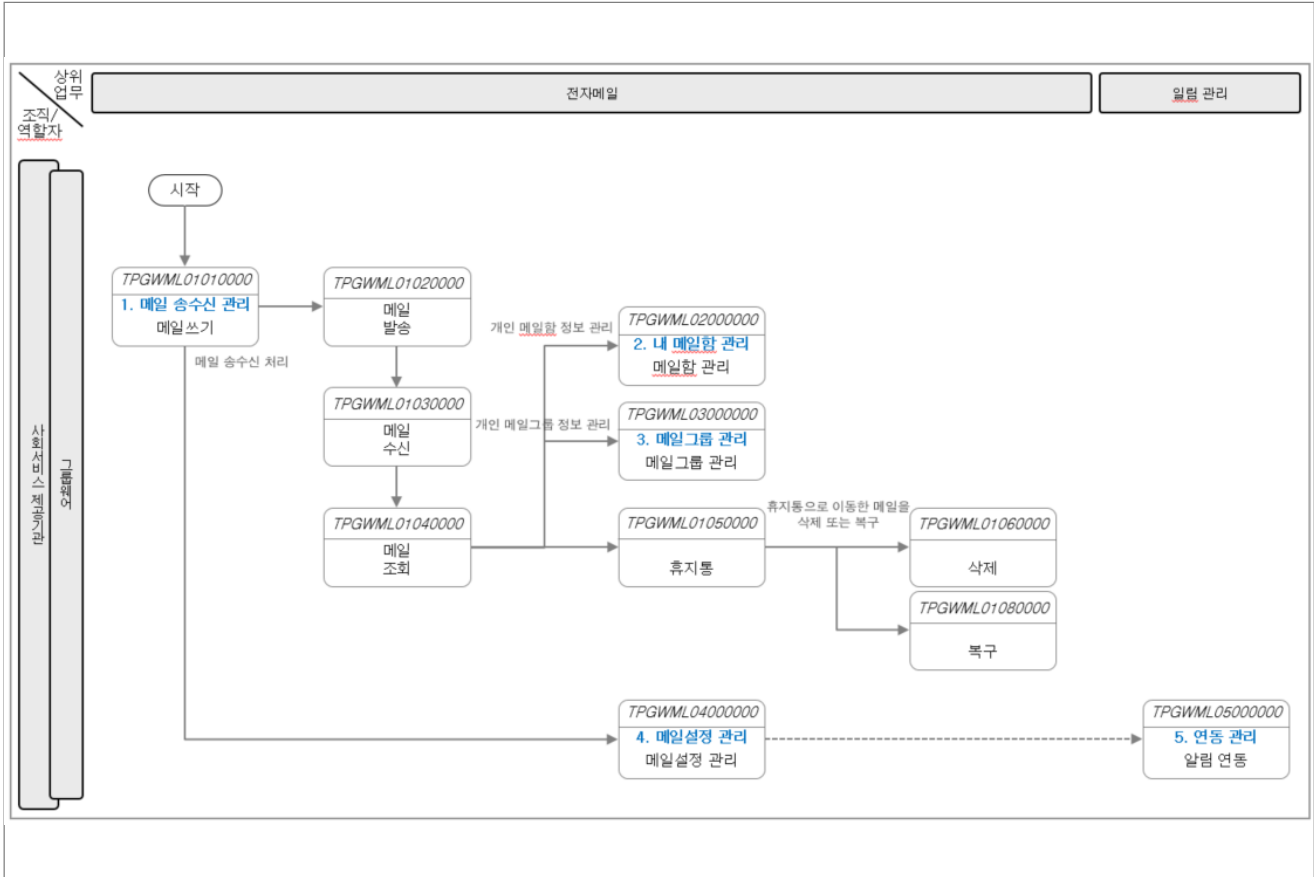 상위
업무
조직/
역할자
전자메일
일림 관리
사회서비스 제공기관
그룹웨어
시작
TPGWML01010000
1. 메일 송수신 관리
메일쓰기
TPGWML01020000
메일
발송
메일 송수신 처리
TPGWML01030000
메일
수신
TPGWML01040000
메일
조회
개인 메일함 정보 관리
TPGWML02000000
2. 내 메일함 관리
메일함 관리
개인 메일그룹 정보 관리
TPGWML03000000
3. 메일그룹 관리
메일그룹 관리
TPGWML01050000
휴지통
휴지통으로 이동한 메일을
삭제 또는 복구
TPGWML01060000
삭제
TPGWML01080000
복구
TPGWML04000000
4. 메일설정 관리
메일설정 관리
TPGWML05000000
5. 연동 관리
알림 연동